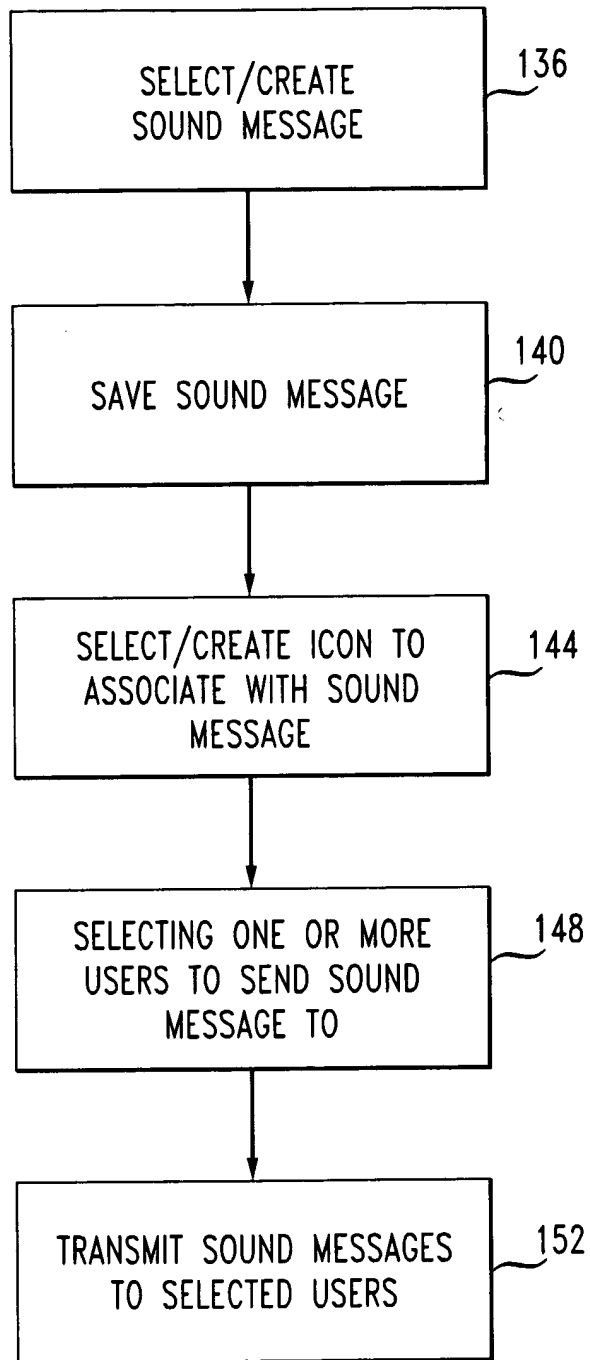 SELECT/CREATE
SOUND MESSAGE
136
SAVE SOUND MESSAGE
140
SELECT/CREATE ICON TO
ASSOCIATE WITH SOUND
MESSAGE
144
SELECTING ONE OR MORE
USERS TO SEND SOUND
MESSAGE TO
148
TRANSMIT SOUND MESSAGES
TO SELECTED USERS
152